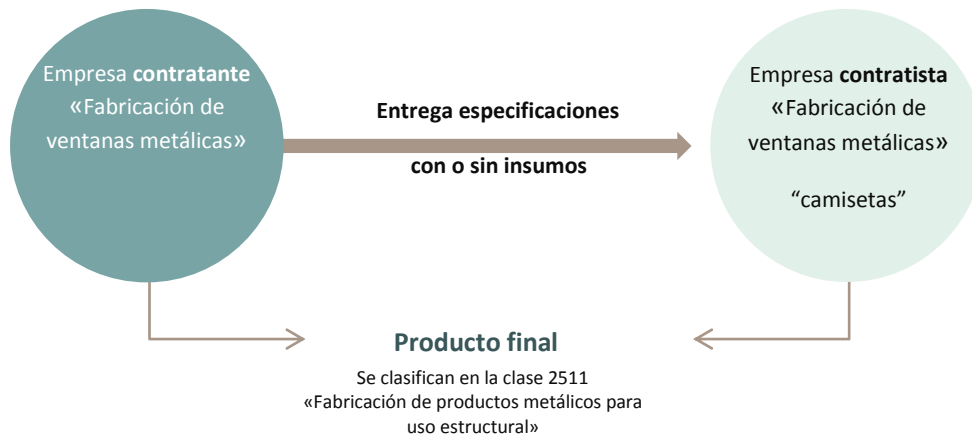 Empresa contratante
«Fabricación de
ventanas metálicas»
Entrega especificaciones
con o sin insumos
Empresa contratista
«Fabricación de
ventanas metálicas»
“camisetas”
Producto final
Se clasifican en la clase 2511
«Fabricación de productos metálicos para
uso estructural»